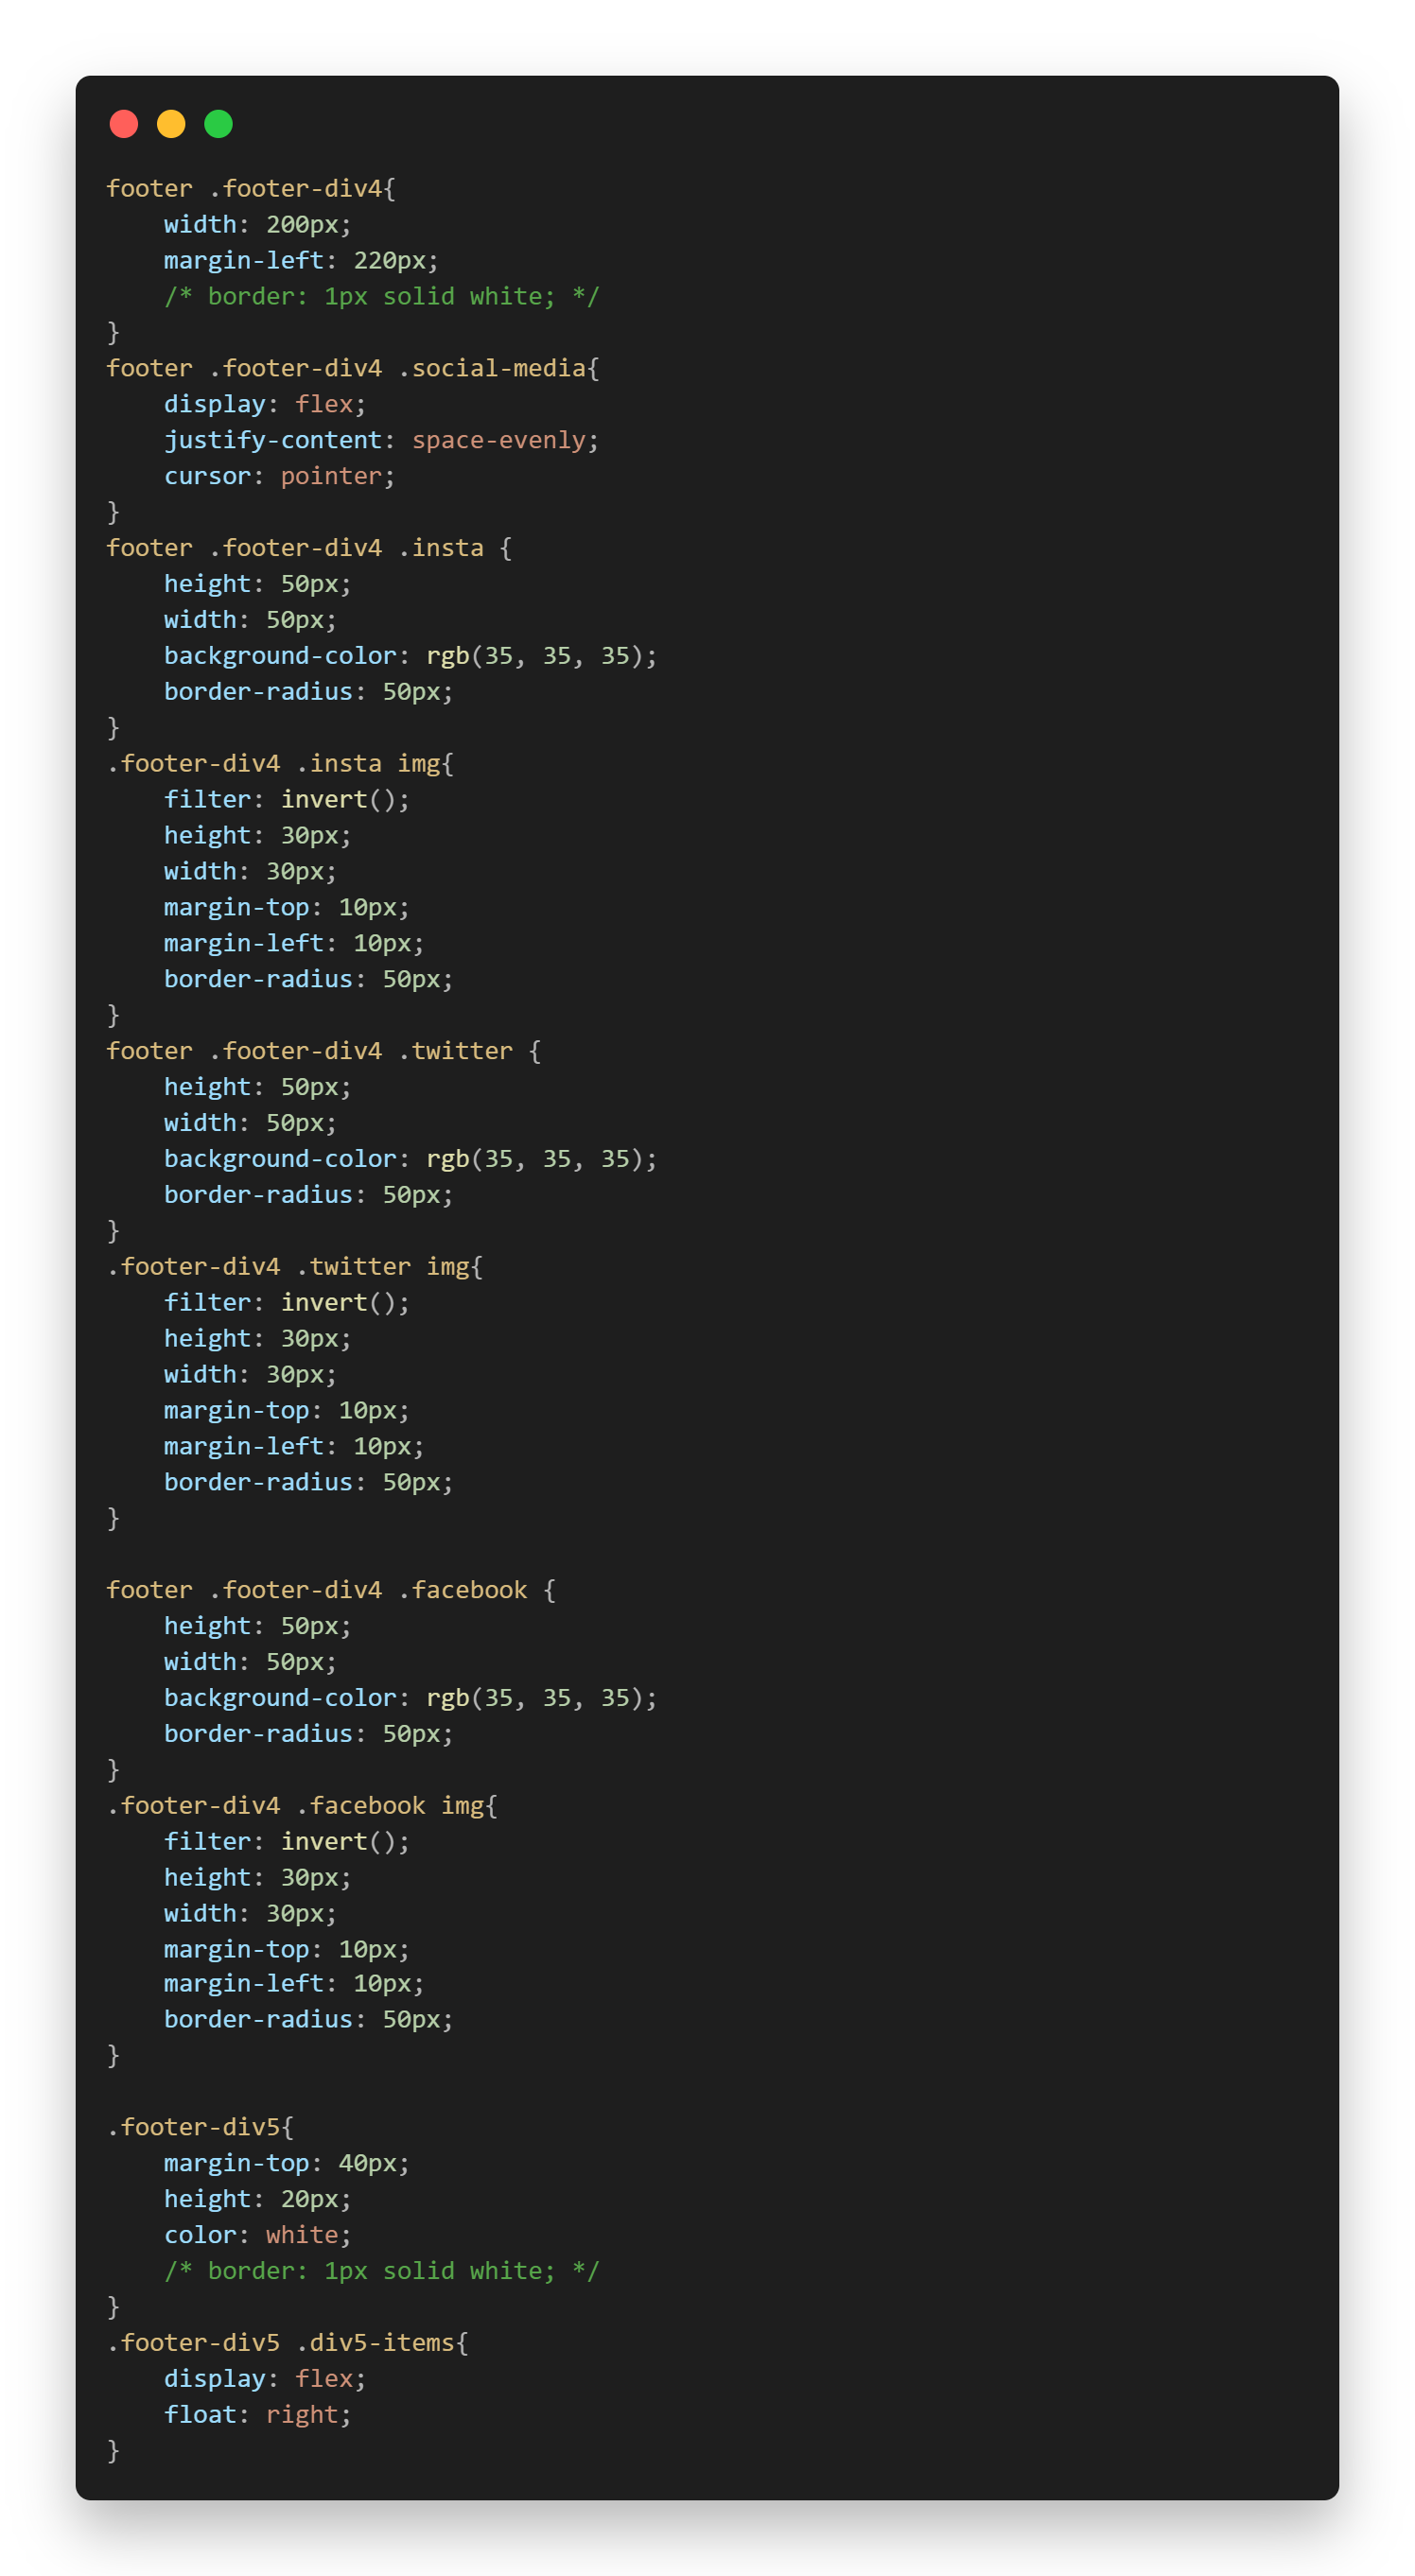 footer .footer-div4{
    width: 200px;
    margin-left: 220px;
    /* border: 1px solid white; */
}
footer .footer-div4 .social-media{
    display: flex;
    justify-content: space-evenly;
    cursor: pointer;
}
footer .footer-div4 .insta {
    height: 50px;
    width: 50px;
    background-color: rgb(35, 35, 35);
    border-radius: 50px;
}
.footer-div4 .insta img{
    filter: invert();
    height: 30px;
    width: 30px;
    margin-top: 10px;
    margin-left: 10px;
    border-radius: 50px;
}
footer .footer-div4 .twitter {
    height: 50px;
    width: 50px;
    background-color: rgb(35, 35, 35);
    border-radius: 50px;
}
.footer-div4 .twitter img{
    filter: invert();
    height: 30px;
    width: 30px;
    margin-top: 10px;
    margin-left: 10px;
    border-radius: 50px;
}

footer .footer-div4 .facebook {
    height: 50px;
    width: 50px;
    background-color: rgb(35, 35, 35);
    border-radius: 50px;
}
.footer-div4 .facebook img{
    filter: invert();
    height: 30px;
    width: 30px;
    margin-top: 10px;
    margin-left: 10px;
    border-radius: 50px;
}

.footer-div5{
    margin-top: 40px;
    height: 20px;
    color: white;
    /* border: 1px solid white; */
}
.footer-div5 .div5-items{
    display: flex;
    float: right;
}